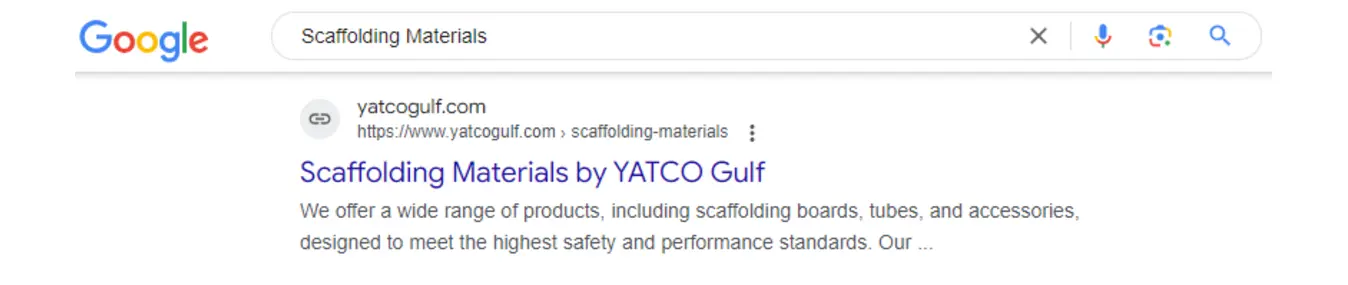 Google
Scaffolding Materials
yatcogulf.com
https://www.yatcogulf.com › scaffolding-materials
Scaffolding Materials by YATCO Gulf
We offer a wide range of products, including scaffolding boards, tubes, and accessories,
designed to meet the highest safety and performance standards. Our ...